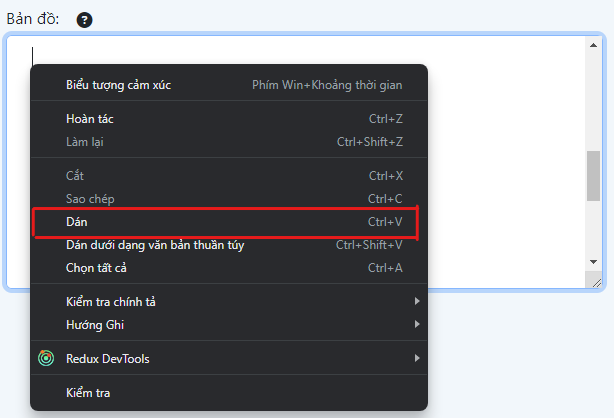 Bản đồ: ?
Biểu tượng cảm xúc Phím Win+Khoảng thời gian
Hoàn tác Ctrl+Z
Làm lại Ctrl+Shift+Z
Cắt Ctrl+X
Sao chép Ctrl+C
Dán Ctrl+V
Dán dưới dạng văn bản thuần túy Ctrl+Shift+V
Chọn tất cả Ctrl+A
Kiểm tra chính tả
Hướng Ghi
Redux DevTools
Kiểm tra